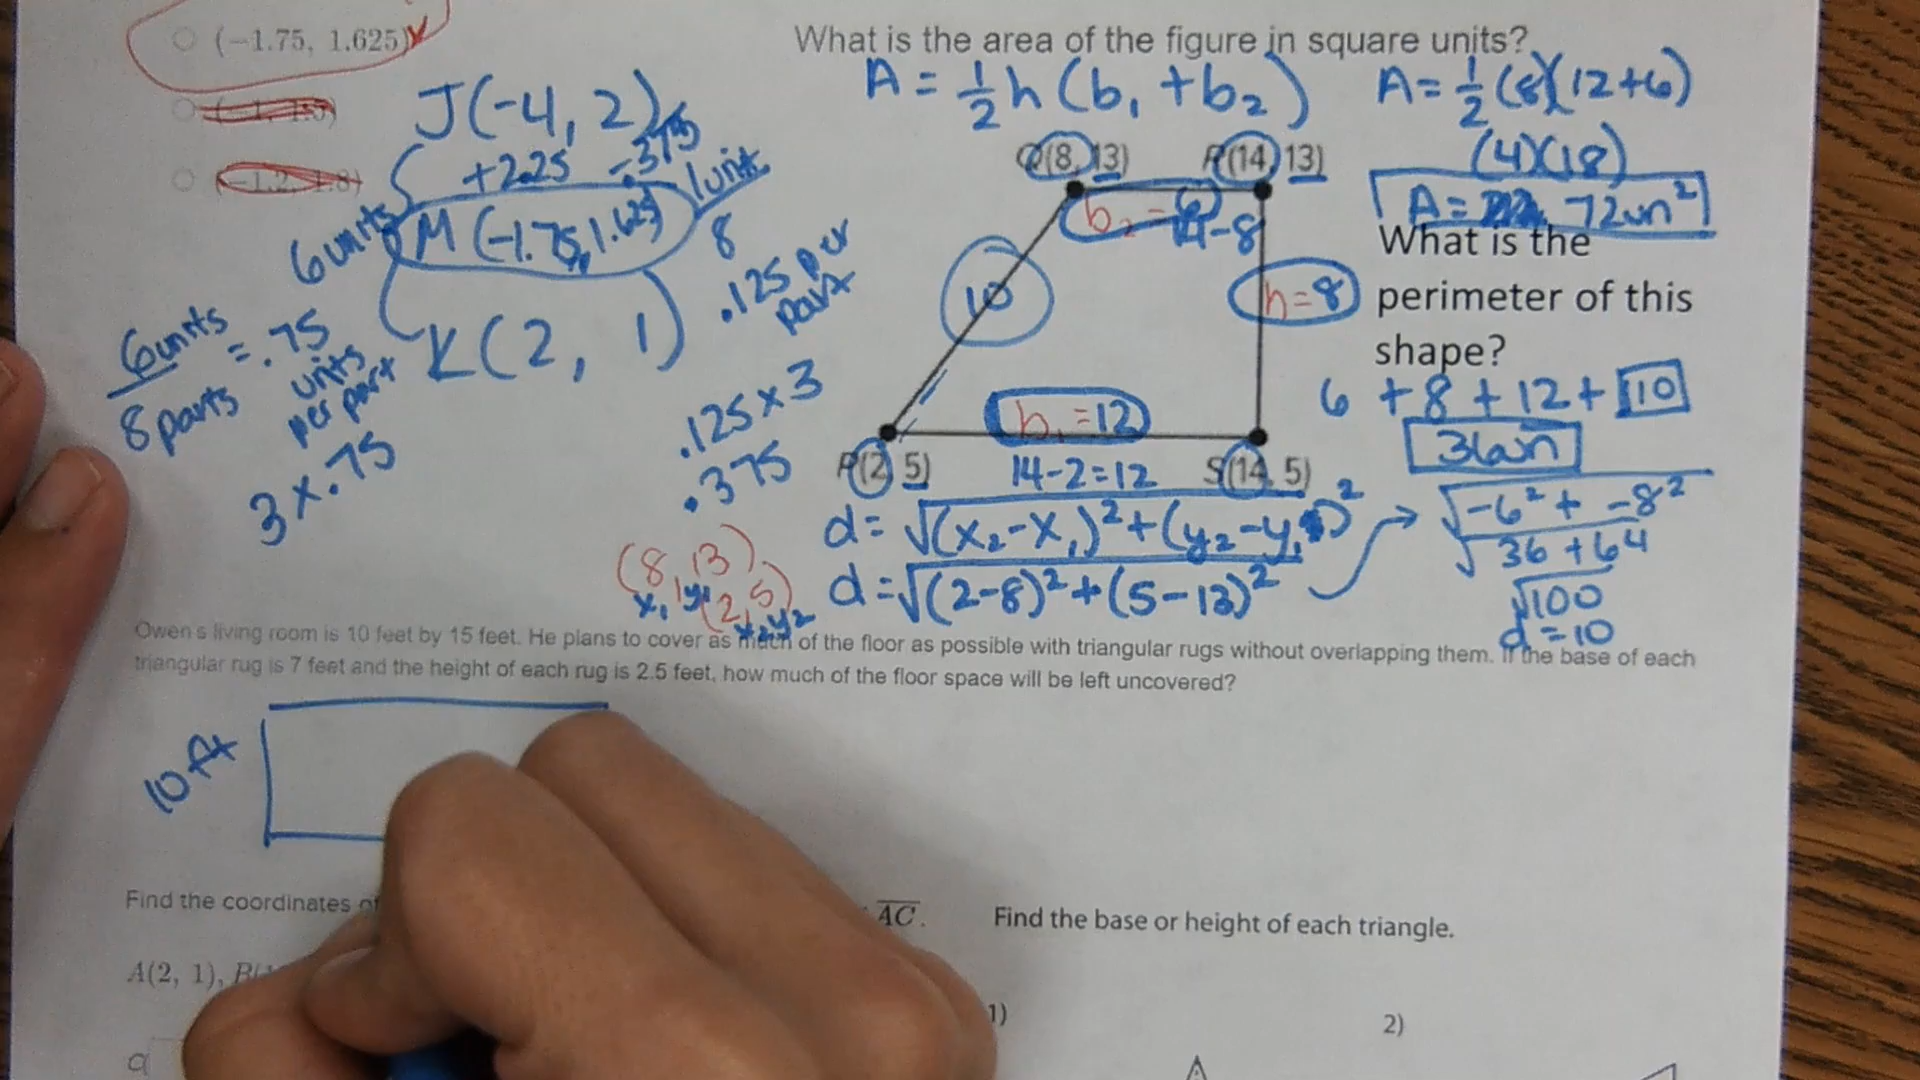 (−1.75, 1.625)
J(-4, 2)
+2.25 -.375
6 units
M (-1.75, 1.625)
1 unit
8
.125 per
part
K(2, 1)
6 units
8 parts
= .75
units
per part
3 x .75
.125 x 3
.375
What is the area of the figure in square units?
A = 1/2 h (b1 + b2)
A = 1/2 (8)(12+6)
(4)(18)
A = 72 un²
Q(8, 13)
R(14, 13)
b2 = 6
14-8
10
h = 8
b1 = 12
P(2, 5)
14-2=12
S(14, 5)
What is the
perimeter of this
shape?
6 + 8 + 12 + 10
36un
d = √(x2-x1)²+(y2-y1)²
(8, 13)
x1 y1
(2, 5)
x2 y2
d = √(2-8)²+(5-13)²
√-6² + -8²
√36 + 64
√100
d = 10
Owen's living room is 10 feet by 15 feet. He plans to cover as much of the floor as possible with triangular rugs without overlapping them. If the base of each
triangular rug is 7 feet and the height of each rug is 2.5 feet, how much of the floor space will be left uncovered?
10 ft
Find the coordinates of
AC.
A(2, 1),
Find the base or height of each triangle.
1)
2)